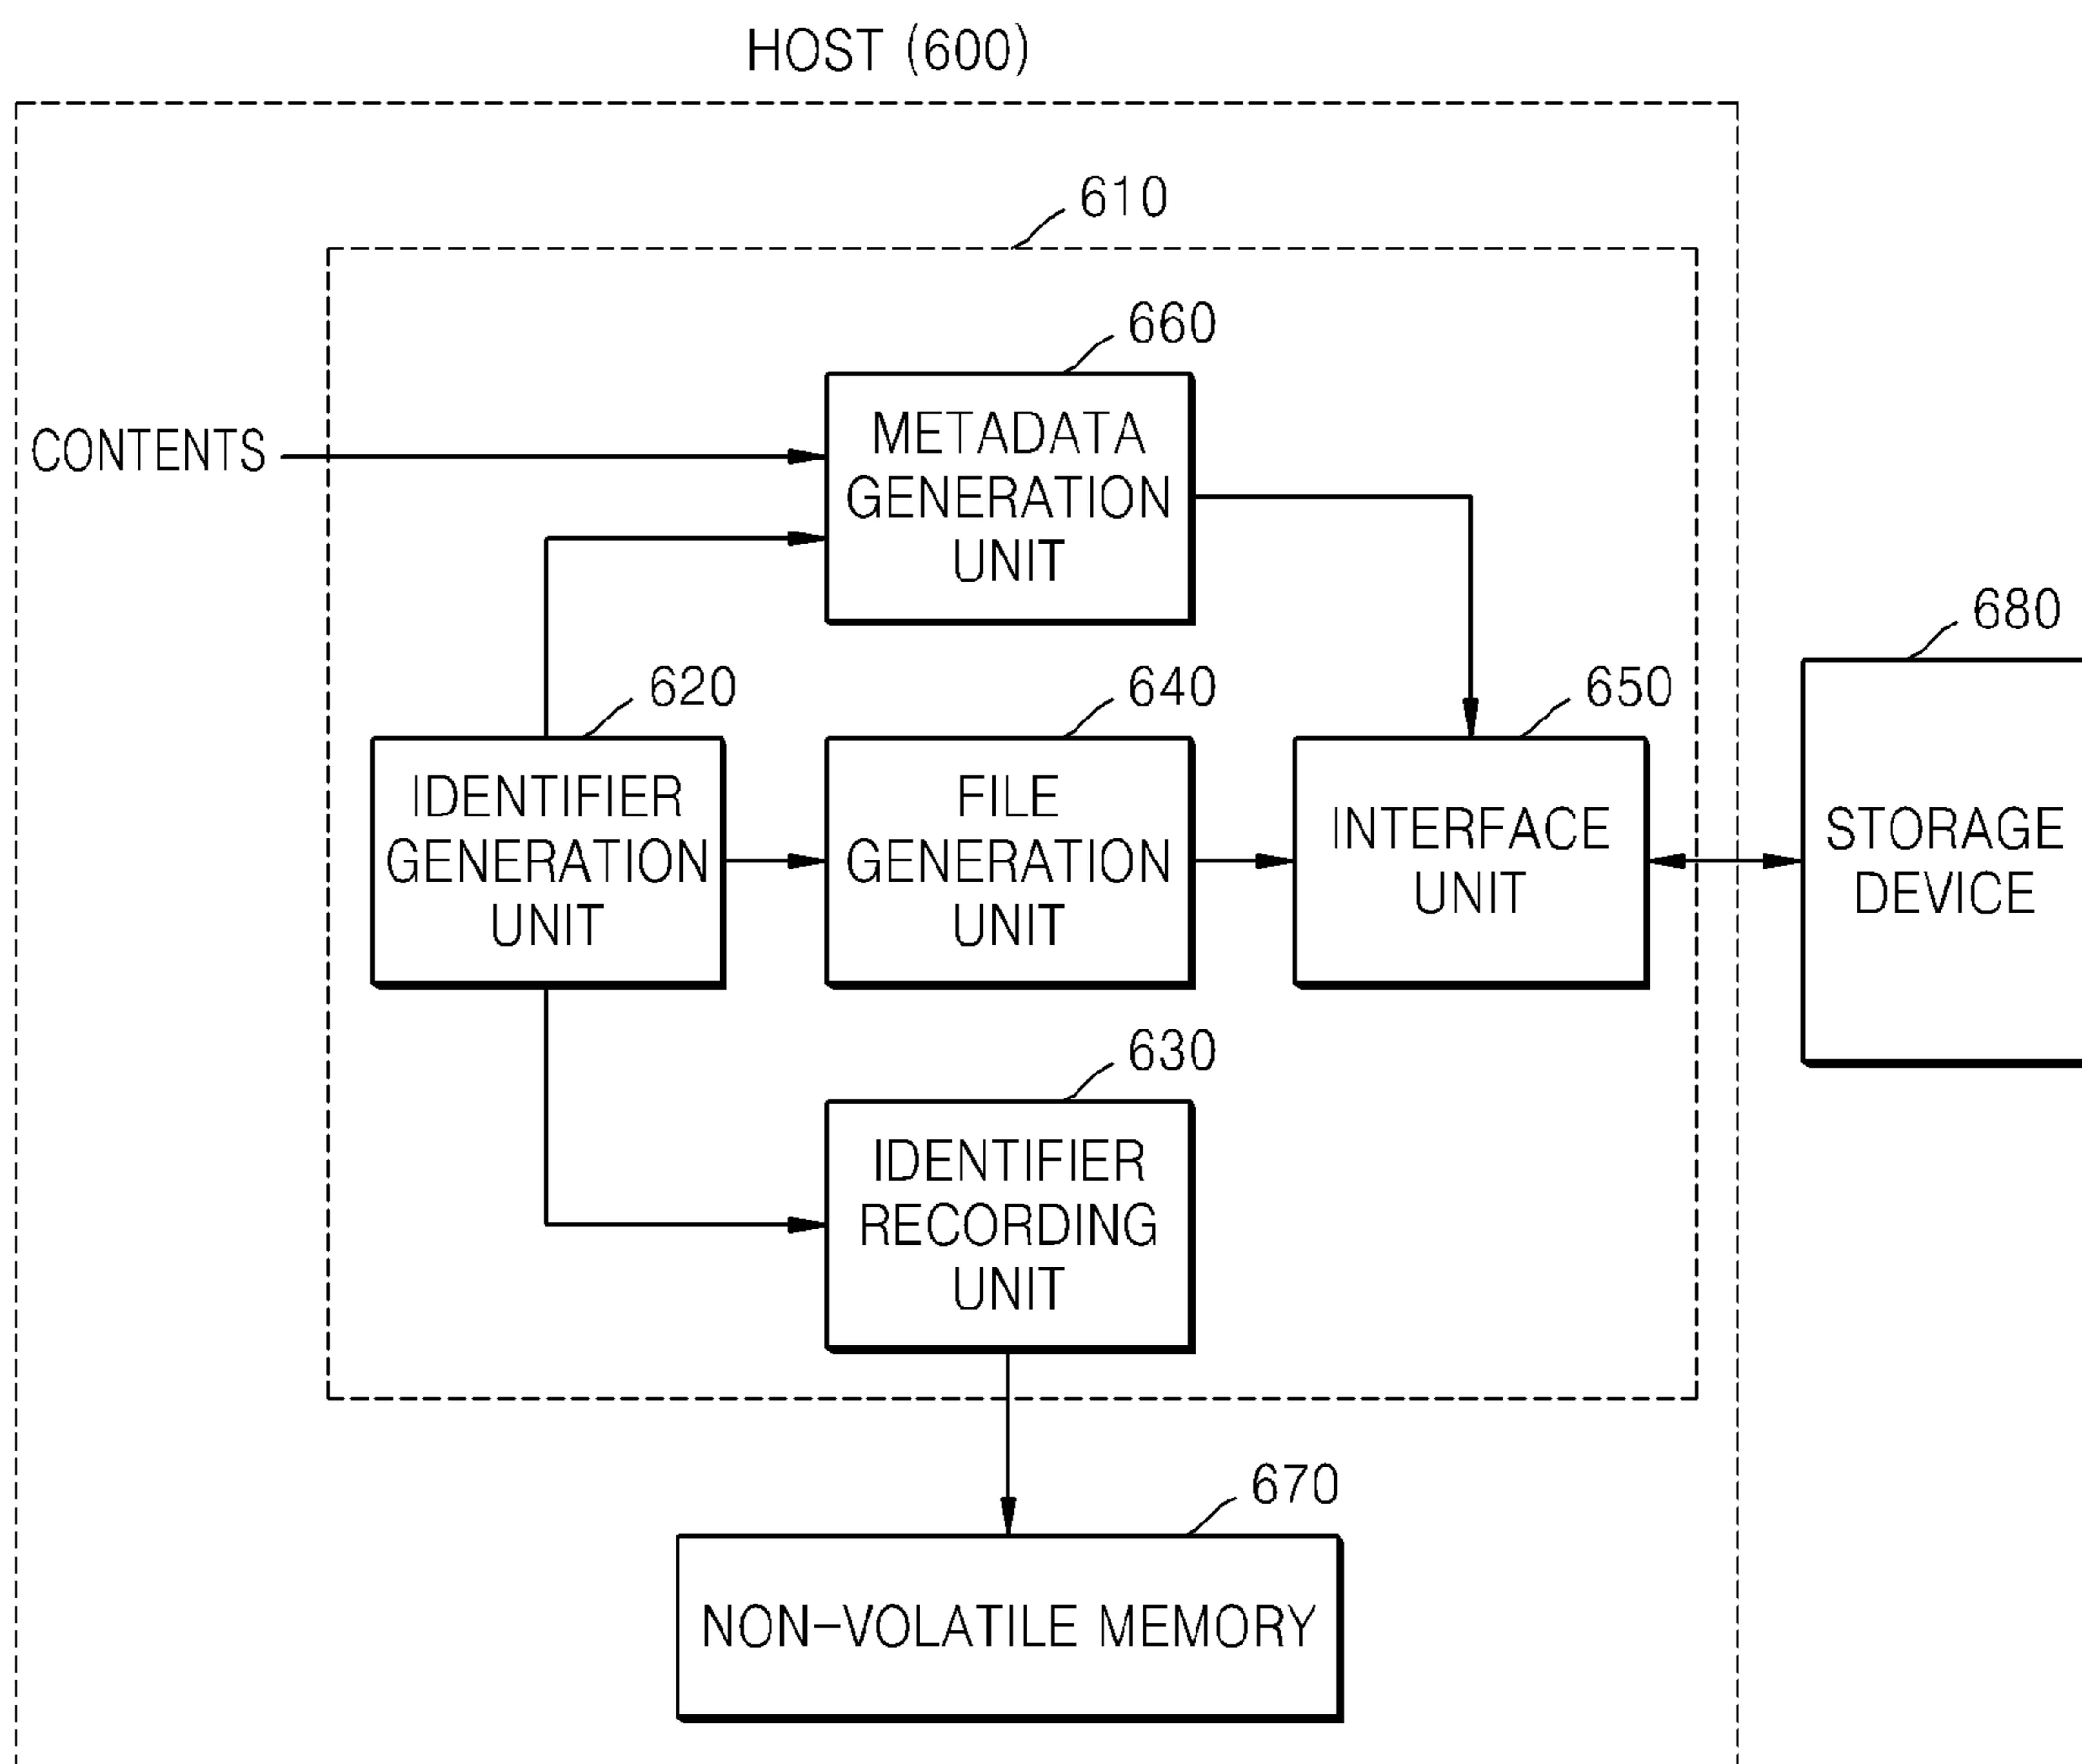 HOST (600)
610
660
CONTENTS
METADATA
GENERATION
UNIT
620
640
650
680
IDENTIFIER
GENERATION
UNIT
FILE
GENERATION
UNIT
INTERFACE
UNIT
STORAGE
DEVICE
630
IDENTIFIER
RECORDING
UNIT
670
NON-VOLATILE MEMORY